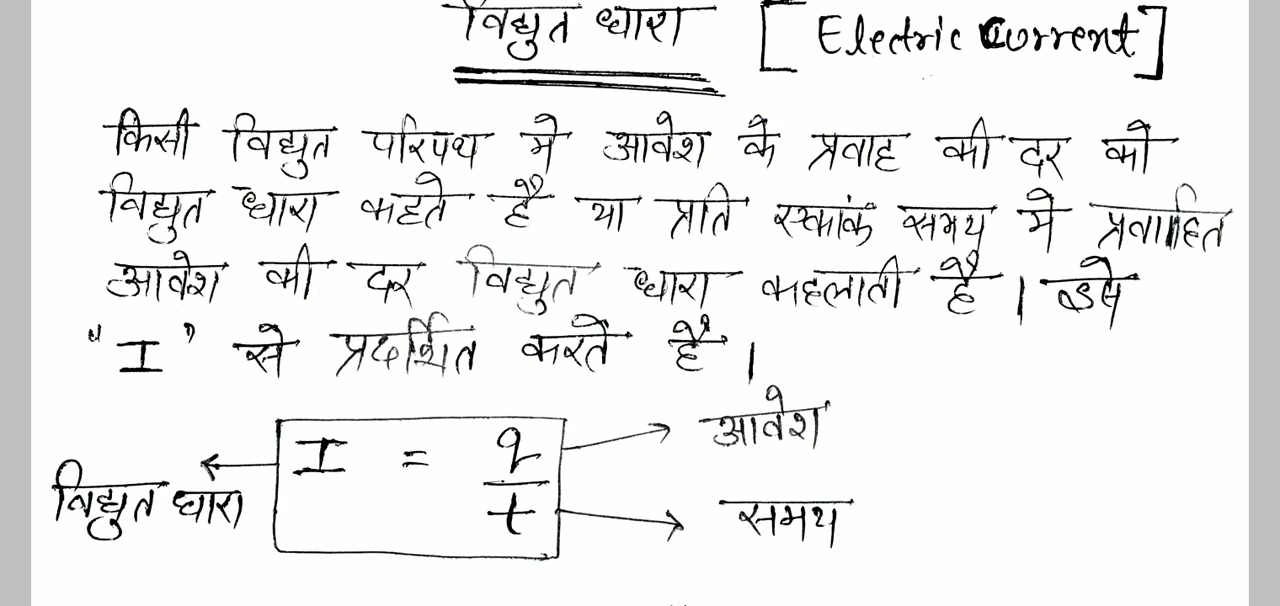 विद्युत धारा [Electric Current]
किसी विद्युत परिपथ मे आवेश के प्रवाह की दर को
विद्युत धारा कहते है या प्रति एकांक समय मे प्रवाहित
आवेश की दर विद्युत धारा कहलाती है । इसे
"I" से प्रदर्शित करते है ।
I = q/t
आवेश
विद्युत धारा
समय